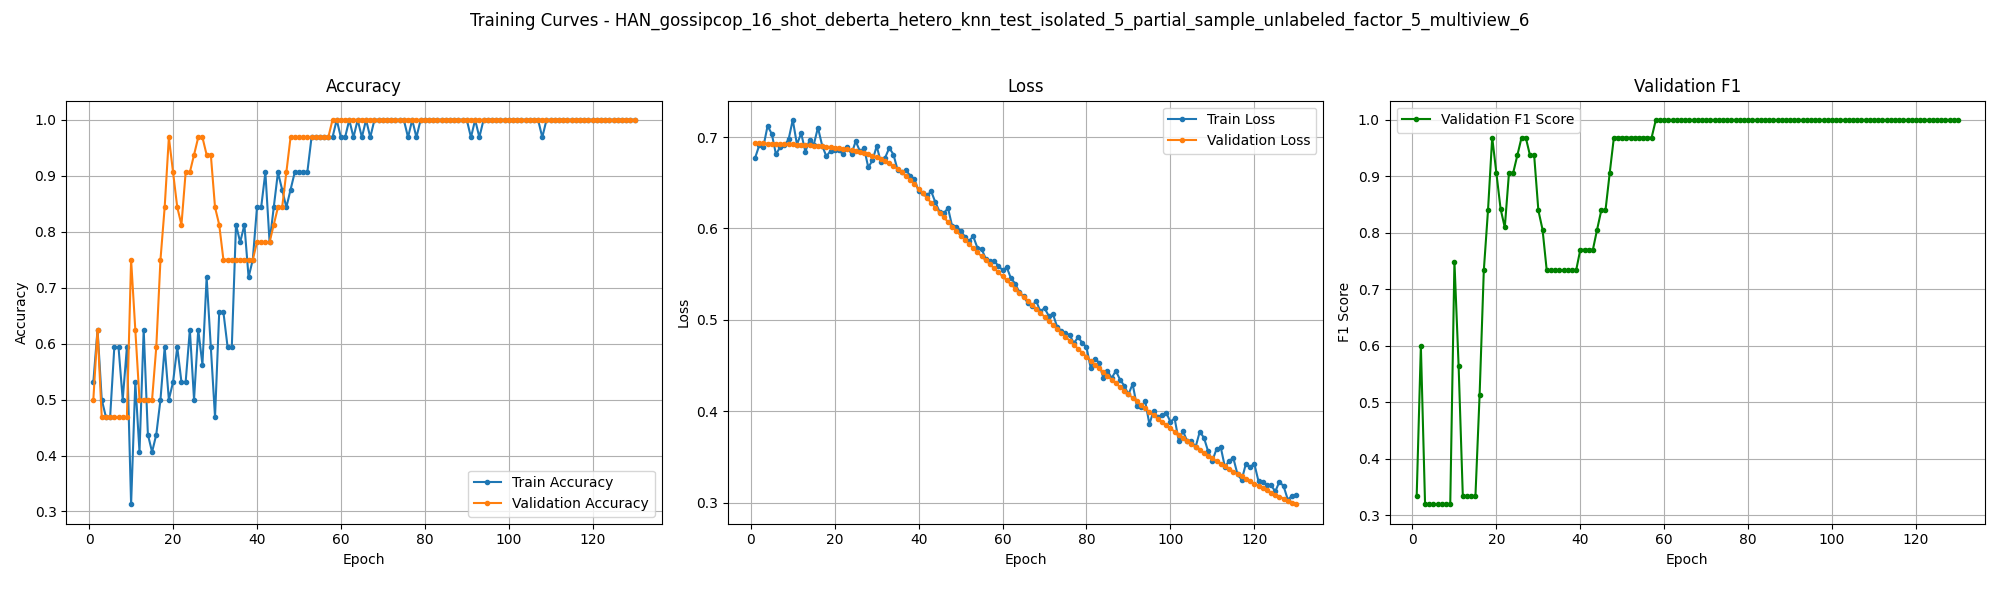 Training Curves - HAN_gossipcop_16_shot_deberta_hetero_knn_test_isolated_5_partial_sample_unlabeled_factor_5_multiview_6
Accuracy
Accuracy
1.0
0.9
0.8
0.7
0.6
0.5
0.4
0.3
Train Accuracy
Validation Accuracy
0 20 40 60 80 100 120
Epoch
Loss
Loss
0.7
0.6
0.5
0.4
0.3
Train Loss
Validation Loss
0 20 40 60 80 100 120
Epoch
Validation F1
F1 Score
1.0
0.9
0.8
0.7
0.6
0.5
0.4
0.3
Validation F1 Score
0 20 40 60 80 100 120
Epoch